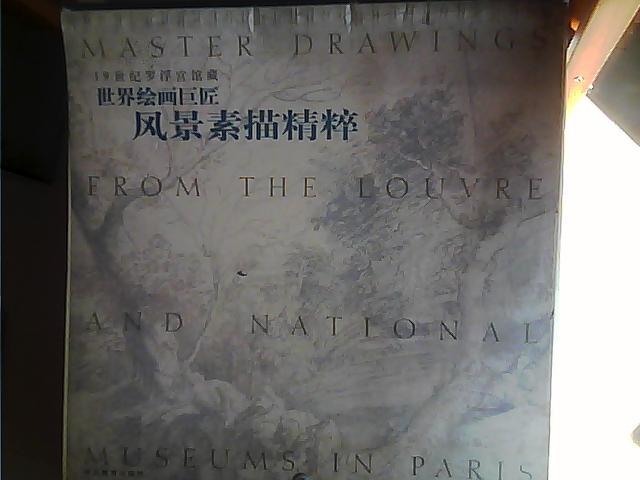 MASTER DRAWINGS
19世纪罗浮宫馆藏
世界绘画巨匠
风景素描精粹
FROM THE LOUVRE
AND NATIONAL
MUSEUMS IN PARIS